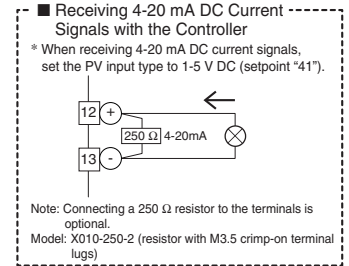 ■ Receiving 4-20 mA DC Current
Signals with the Controller
* When receiving 4-20 mA DC current signals,
set the PV input type to 1-5 V DC (setpoint "41").
12 +
250 Ω 4-20mA
13 -
Note: Connecting a 250 Ω resistor to the terminals is
optional.
Model: X010-250-2 (resistor with M3.5 crimp-on terminal
lugs)